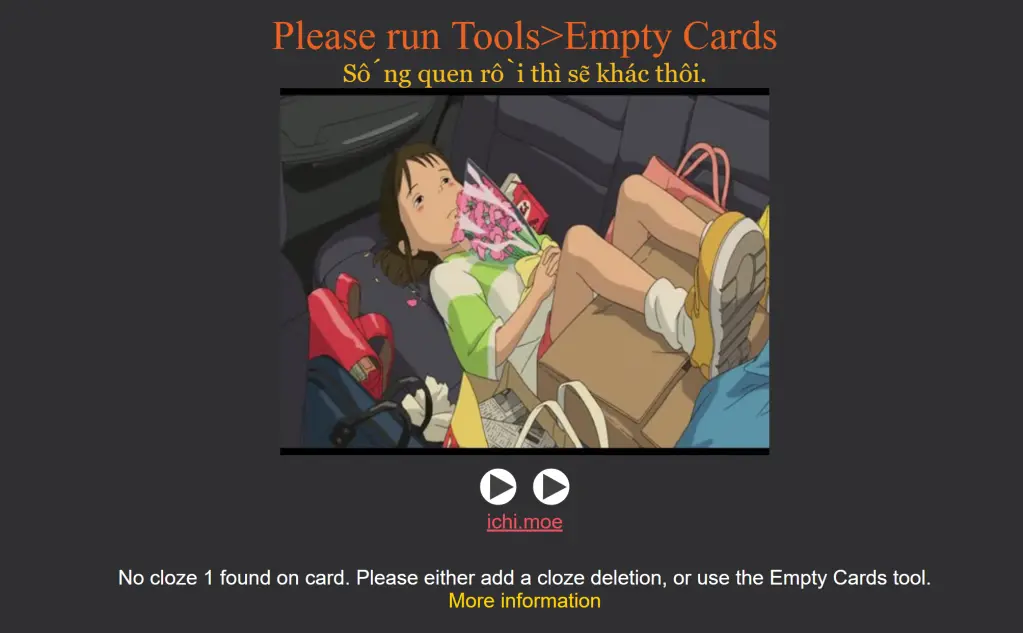 Please run Tools>Empty Cards
Sống quen rồi thì sẽ khác thôi.
ichi.moe
No cloze 1 found on card. Please either add a cloze deletion, or use the Empty Cards tool.
More information